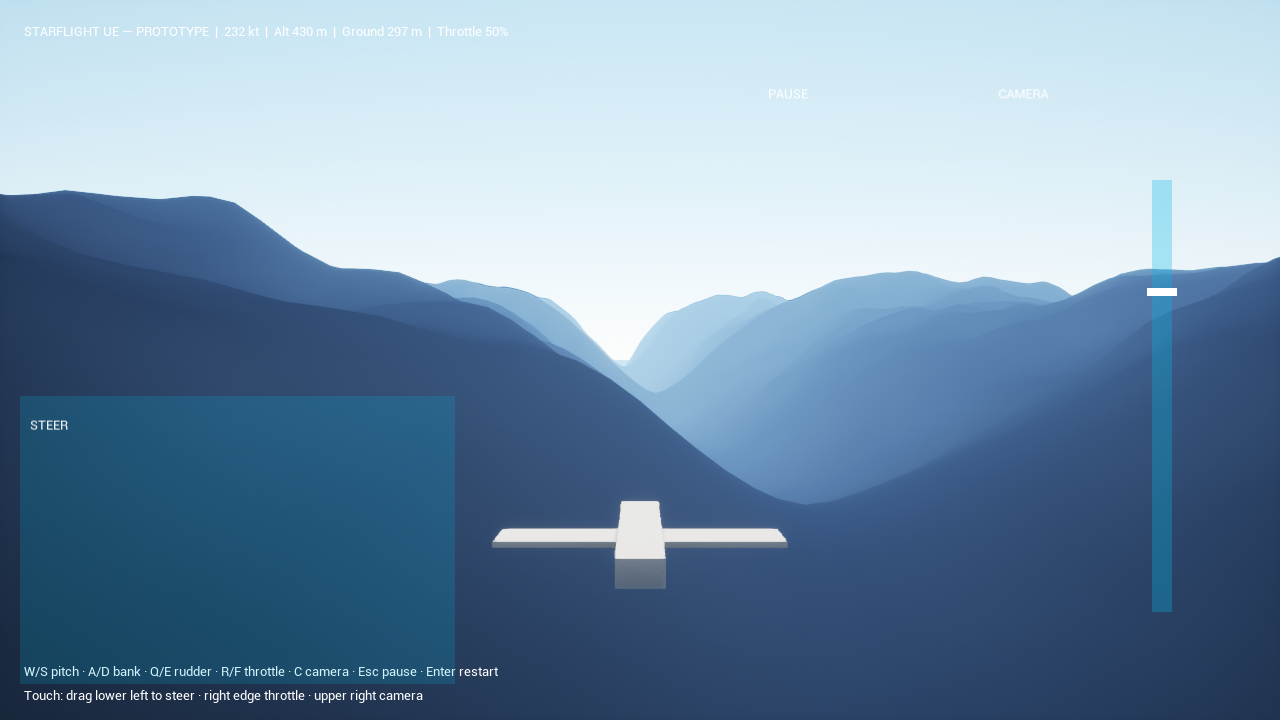 STARFLIGHT UE — PROTOTYPE | 232 kt | Alt 430 m | Ground 297 m | Throttle 50%
PAUSE
CAMERA
STEER
W/S pitch · A/D bank · Q/E rudder · R/F throttle · C camera · Esc pause · Enter restart
Touch: drag lower left to steer · right edge throttle · upper right camera